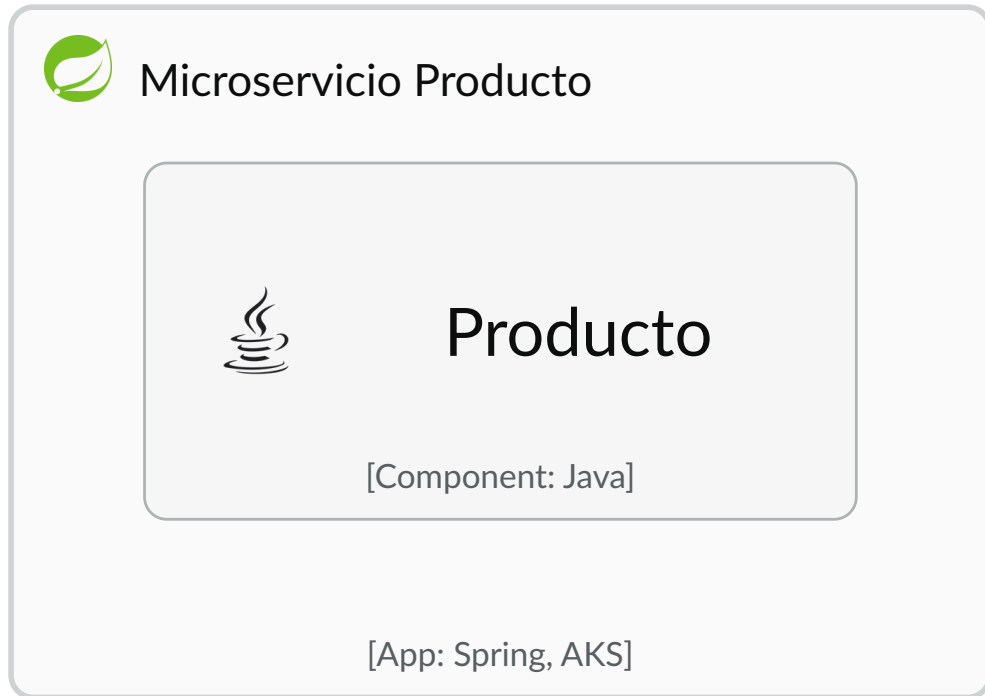 Microservicio Producto
Producto
[Component: Java]
[App: Spring, AKS]